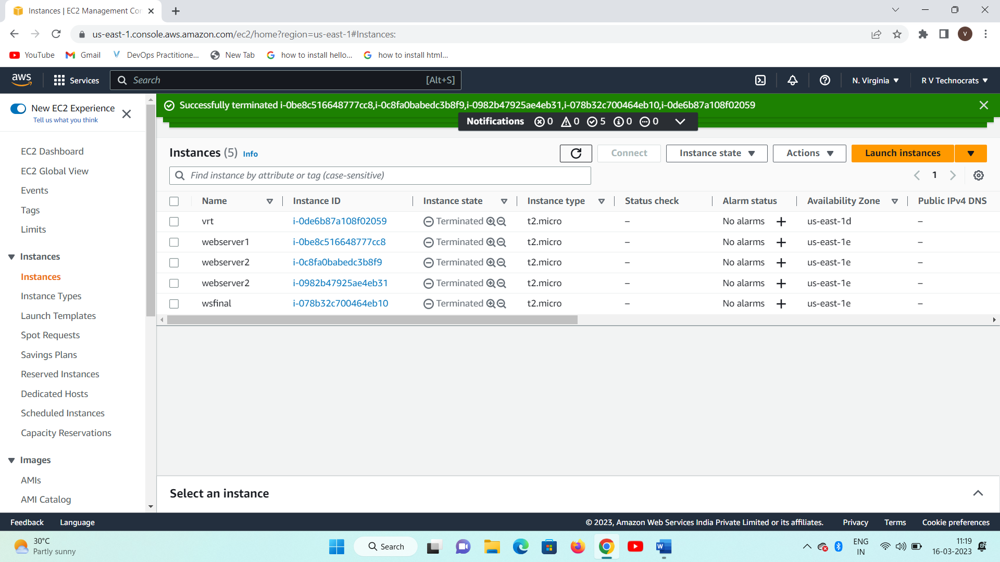 Instances | EC2 Management Cor
us-east-1.console.aws.amazon.com/ec2/home?region=us-east-1#Instances:
V
YouTube Gmail DevOps Practitione... New Tab how to install hello... how to install html...
aws Services Search [Alt+S] N. Virginia R V Technocrats
New EC2 Experience
Tell us what you think
EC2 Dashboard
EC2 Global View
Events
Tags
Limits
Instances
Instances
Instance Types
Launch Templates
Spot Requests
Savings Plans
Reserved Instances
Dedicated Hosts
Scheduled Instances
Capacity Reservations
Images
AMIs
AMI Catalog
Successfully terminated i-0be8c516648777cc8,i-0c8fa0babedc3b8f9,i-0982b47925ae4eb31,i-078b32c700464eb10,i-0de6b87a108f02059
Notifications 0 0 5 0 0
Instances (5) Info Connect Instance state Actions Launch instances
Find instance by attribute or tag (case-sensitive) 1
Name Instance ID Instance state Instance type Status check Alarm status Availability Zone Public IPv4 DNS
vrt i-0de6b87a108f02059 Terminated t2.micro – No alarms + us-east-1d –
webserver1 i-0be8c516648777cc8 Terminated t2.micro – No alarms + us-east-1e –
webserver2 i-0c8fa0babedc3b8f9 Terminated t2.micro – No alarms + us-east-1e –
webserver2 i-0982b47925ae4eb31 Terminated t2.micro – No alarms + us-east-1e –
wsfinal i-078b32c700464eb10 Terminated t2.micro – No alarms + us-east-1e –
Select an instance
Feedback Language © 2023, Amazon Web Services India Private Limited or its affiliates. Privacy Terms Cookie preferences
30°C
Partly sunny
Search
ENG
IN
11:19
16-03-2023